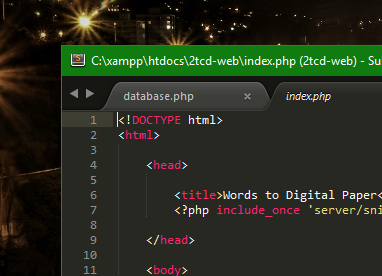 C:\xampp\htdocs\2tcd-web\index.php (2tcd-web) - Su
database.php × index.php
1 <!DOCTYPE html>
2 <html>
3
4 <head>
5
6 <title>Words to Digital Paper<
7 <?php include_once 'server/sni
8
9 </head>
10
11 <body>